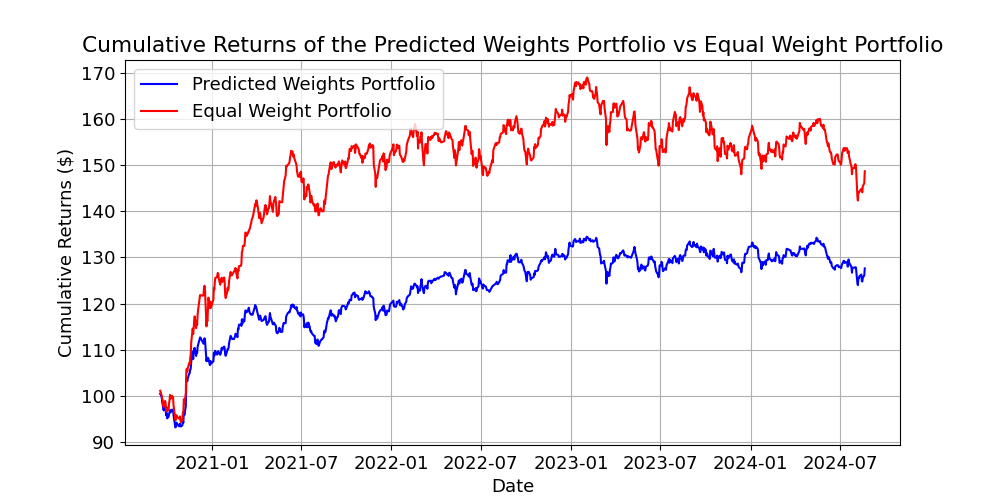 Cumulative Returns of the Predicted Weights Portfolio vs Equal Weight Portfolio
Predicted Weights Portfolio
Equal Weight Portfolio
Cumulative Returns ($)
170
160
150
140
130
120
110
100
90
2021-01 2021-07 2022-01 2022-07 2023-01 2023-07 2024-01 2024-07
Date